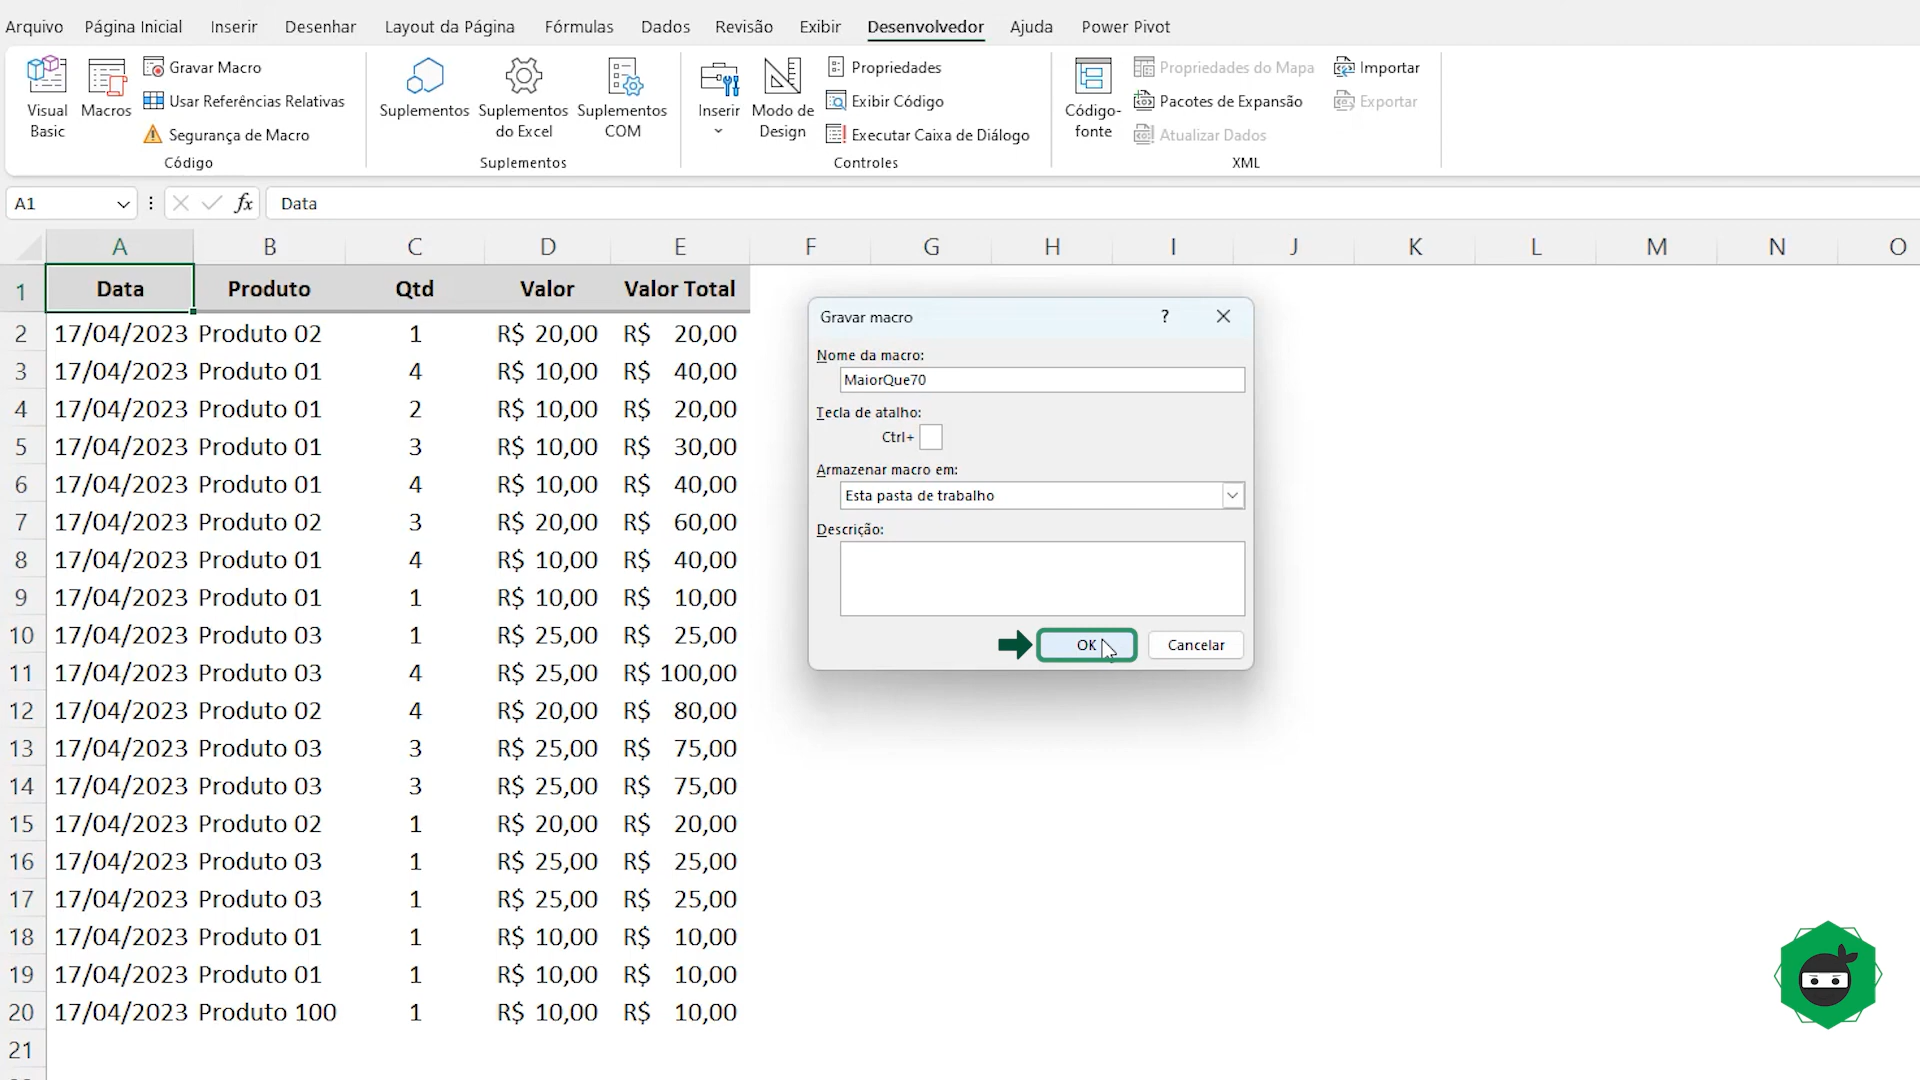 Arquivo Página Inicial Inserir Desenhar Layout da Página Fórmulas Dados Revisão Exibir Desenvolvedor Ajuda Power Pivot
Visual Basic
Macros
Gravar Macro
Usar Referências Relativas
Segurança de Macro
Código
Suplementos
Suplementos do Excel
Suplementos COM
Suplementos
Inserir
Modo de Design
Propriedades
Exibir Código
Executar Caixa de Diálogo
Controles
Código-fonte
Propriedades do Mapa
Pacotes de Expansão
Atualizar Dados
Importar
Exportar
XML
A1 fx Data
A B C D E F G H I J K L M N O
1 Data Produto Qtd Valor Valor Total
2 17/04/2023 Produto 02 1 R$ 20,00 R$ 20,00
3 17/04/2023 Produto 01 4 R$ 10,00 R$ 40,00
4 17/04/2023 Produto 01 2 R$ 10,00 R$ 20,00
5 17/04/2023 Produto 01 3 R$ 10,00 R$ 30,00
6 17/04/2023 Produto 01 4 R$ 10,00 R$ 40,00
7 17/04/2023 Produto 02 3 R$ 20,00 R$ 60,00
8 17/04/2023 Produto 01 4 R$ 10,00 R$ 40,00
9 17/04/2023 Produto 01 1 R$ 10,00 R$ 10,00
10 17/04/2023 Produto 03 1 R$ 25,00 R$ 25,00
11 17/04/2023 Produto 03 4 R$ 25,00 R$ 100,00
12 17/04/2023 Produto 02 4 R$ 20,00 R$ 80,00
13 17/04/2023 Produto 03 3 R$ 25,00 R$ 75,00
14 17/04/2023 Produto 03 3 R$ 25,00 R$ 75,00
15 17/04/2023 Produto 02 1 R$ 20,00 R$ 20,00
16 17/04/2023 Produto 03 1 R$ 25,00 R$ 25,00
17 17/04/2023 Produto 03 1 R$ 25,00 R$ 25,00
18 17/04/2023 Produto 01 1 R$ 10,00 R$ 10,00
19 17/04/2023 Produto 01 1 R$ 10,00 R$ 10,00
20 17/04/2023 Produto 100 1 R$ 10,00 R$ 10,00
21
Gravar macro ?
Nome da macro:
MaiorQue70
Tecla de atalho:
Ctrl+
Armazenar macro em:
Esta pasta de trabalho
Descrição:
OK Cancelar